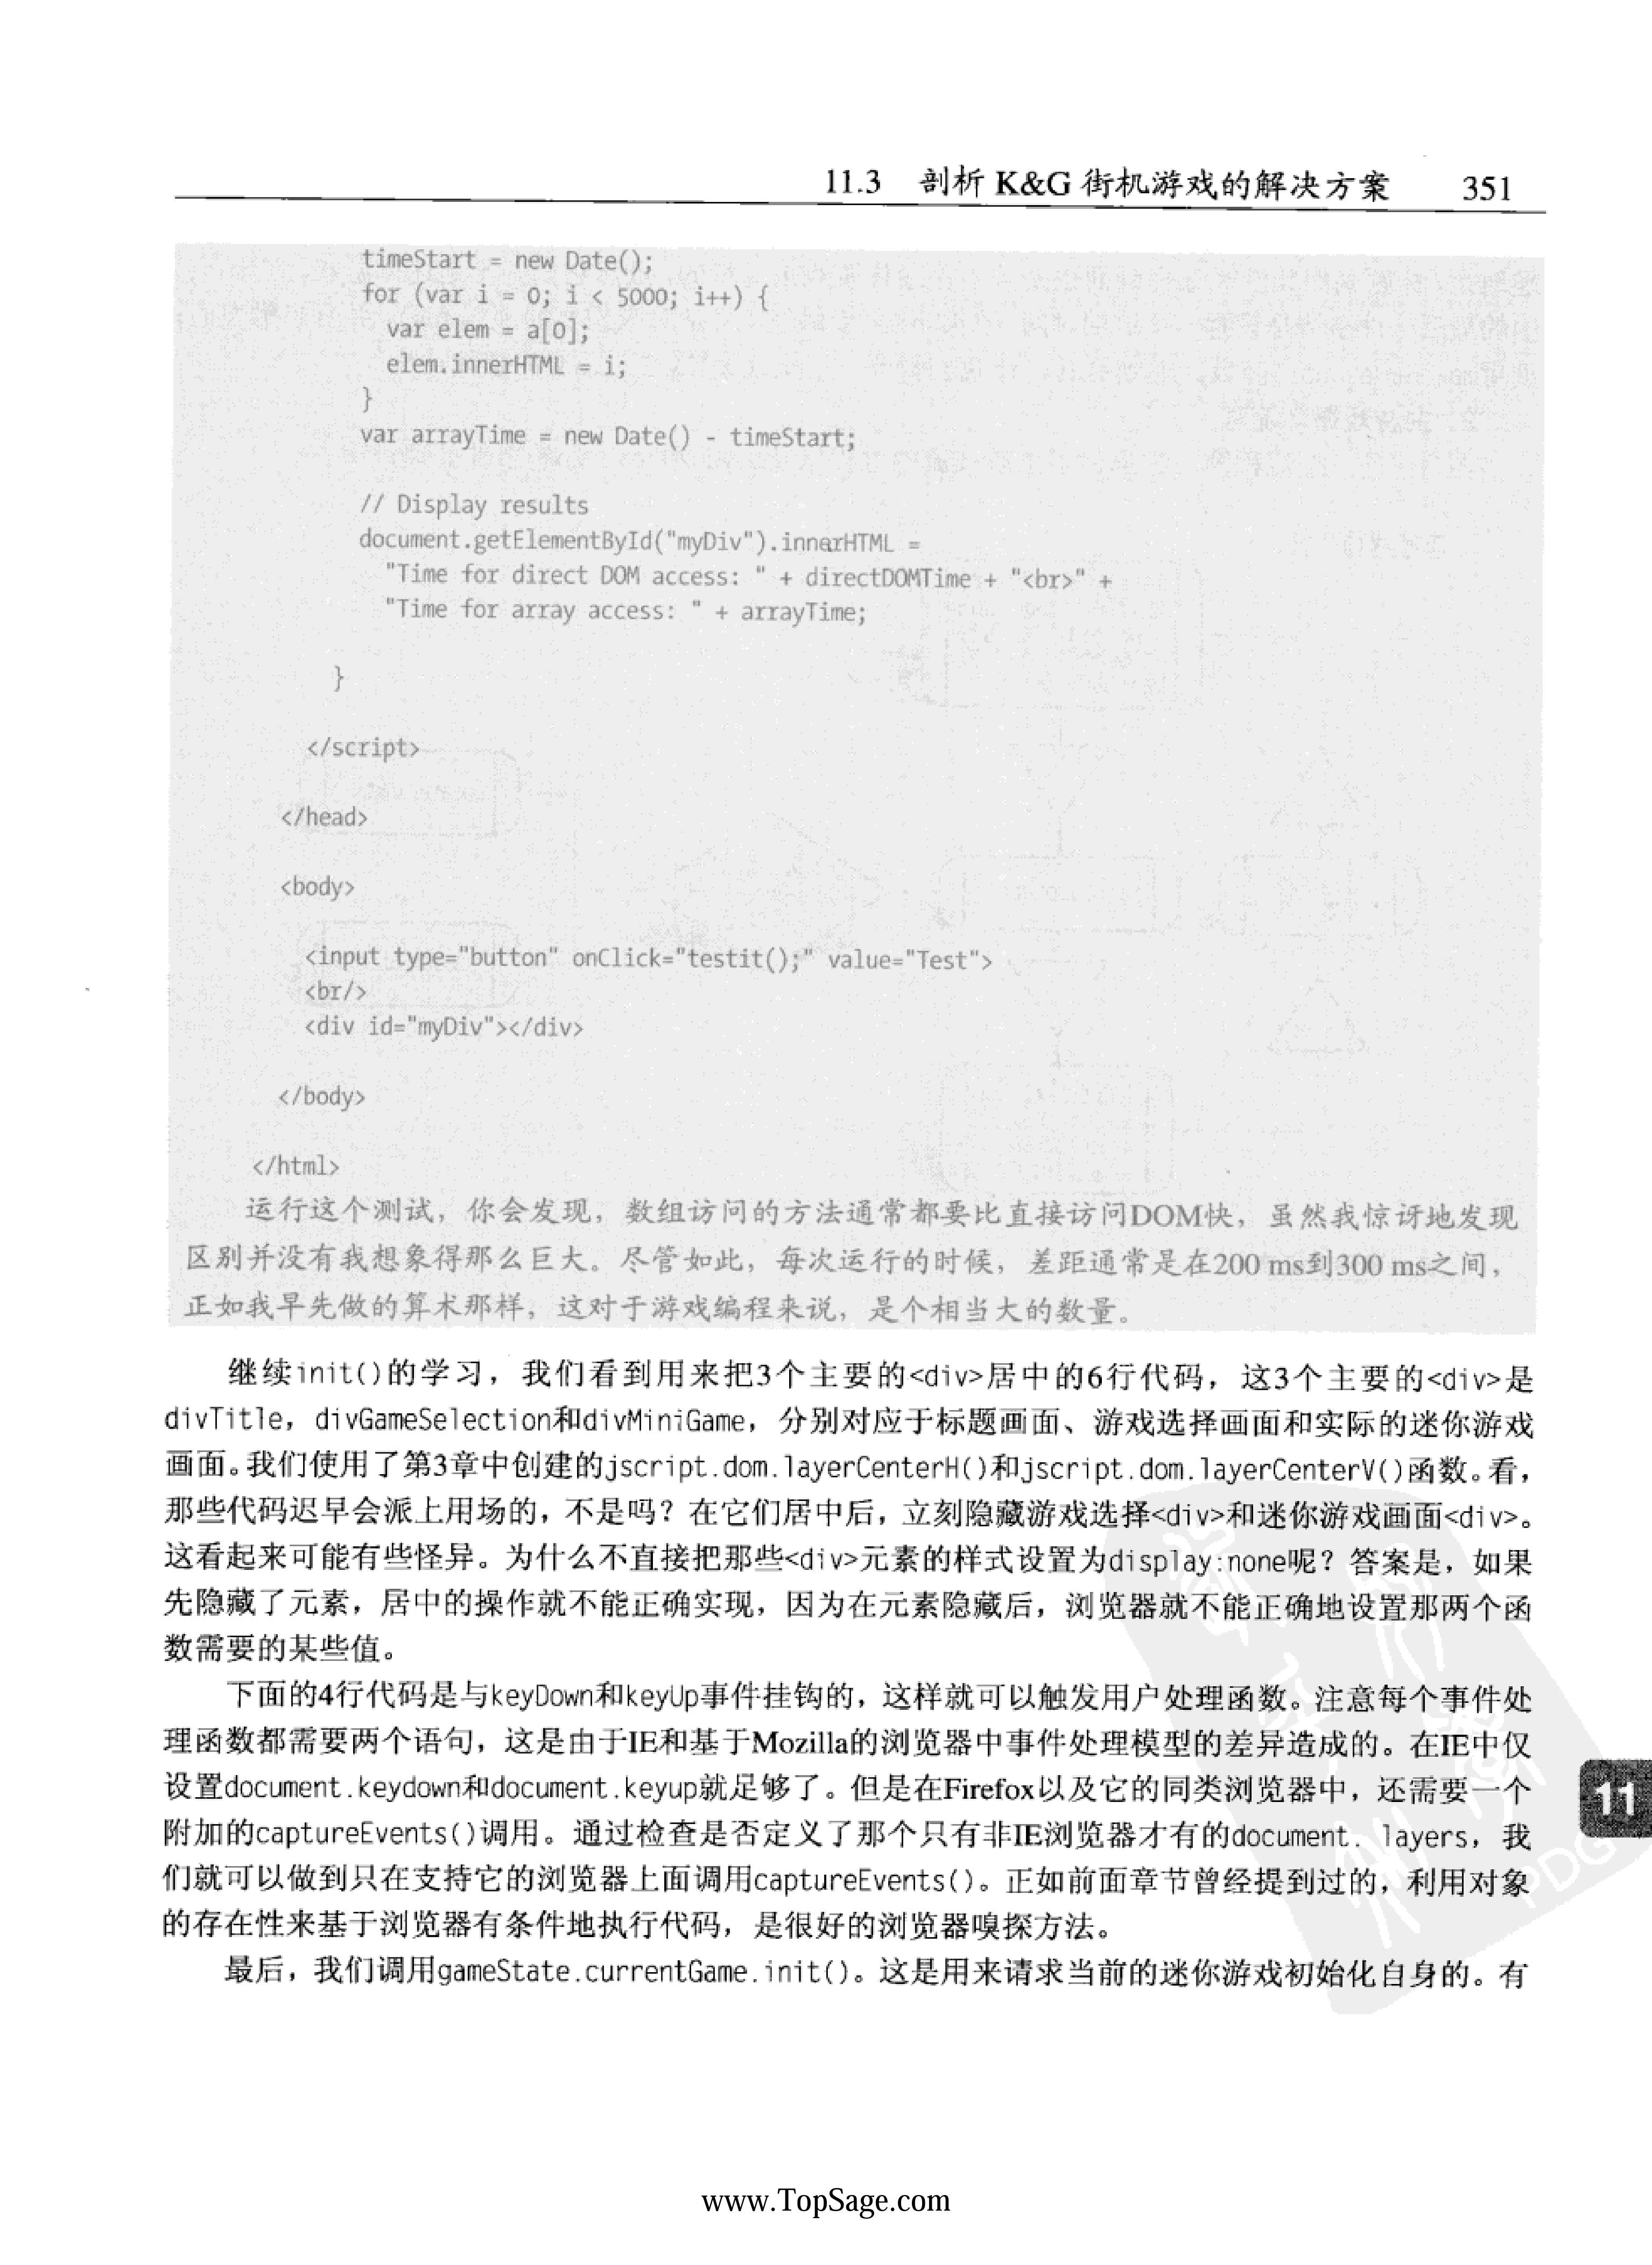 11.3 剖析 K&G 街机游戏的解决方案 351
timeStart = new Date();
for (var i = 0; i < 5000; i++) {
var elem = a[0];
elem.innerHTML = i;
}
var arrayTime = new Date() - timeStart;
// Display results
document.getElementById("myDiv").innerHTML =
"Time for direct DOM access: " + directDOMTime + "<br>" +
"Time for array access: " + arrayTime;
}
</script>
</head>
<body>
<input type="button" onClick="testit();" value="Test">
<br/>
<div id="myDiv"></div>
</body>
</html>
运行这个测试，你会发现，数组访问的方法通常都要比直接访问DOM快，虽然我惊讶地发现
区别并没有我想象得那么巨大。尽管如此，每次运行的时候，差距通常是在200 ms到300 ms之间，
正如我早先做的算术那样，这对于游戏编程来说，是个相当大的数量。
继续init()的学习，我们看到用来把3个主要的<div>居中的6行代码，这3个主要的<div>是
divTitle，divGameSelection和divMiniGame，分别对应于标题画面、游戏选择画面和实际的迷你游戏
画面。我们使用了第3章中创建的jscript.dom.layerCenterH()和jscript.dom.layerCenterV()函数。看，
那些代码迟早会派上用场的，不是吗？在它们居中后，立刻隐藏游戏选择<div>和迷你游戏画面<div>。
这看起来可能有些怪异。为什么不直接把那些<div>元素的样式设置为display:none呢？答案是，如果
先隐藏了元素，居中的操作就不能正确实现，因为在元素隐藏后，浏览器就不能正确地设置那两个函
数需要的某些值。
下面的4行代码是与keyDown和keyUp事件挂钩的，这样就可以触发用户处理函数。注意每个事件处
理函数都需要两个语句，这是由于IE和基于Mozilla的浏览器中事件处理模型的差异造成的。在IE中仅
设置document.keydown和document.keyup就足够了。但是在Firefox以及它的同类浏览器中，还需要一个
附加的captureEvents()调用。通过检查是否定义了那个只有非IE浏览器才有的document. layers，我
们就可以做到只在支持它的浏览器上面调用captureEvents()。正如前面章节曾经提到过的，利用对象
的存在性来基于浏览器有条件地执行代码，是很好的浏览器嗅探方法。
最后，我们调用gameState.currentGame.init()。这是用来请求当前的迷你游戏初始化自身的。有
11
PDG
www.TopSage.com